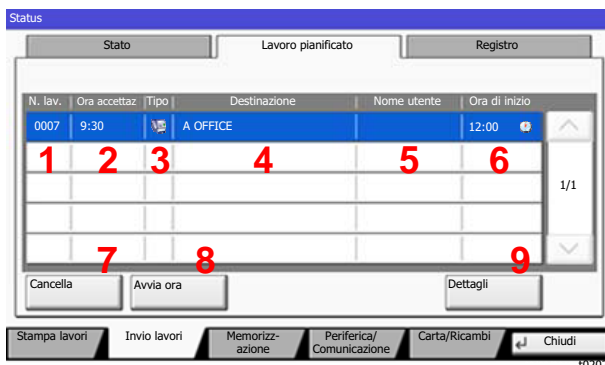 Status
Stato Lavoro pianificato Registro
N. lav. Ora accettaz Tipo Destinazione Nome utente Ora di inizio
0007 9:30 A OFFICE 12:00
1 2 3 4 5 6
1/1
7 8 9
Cancella Avvia ora Dettagli
Stampa lavori Invio lavori Memorizz- Periferica/ Carta/Ricambi Chiudi
azione Comunicazione